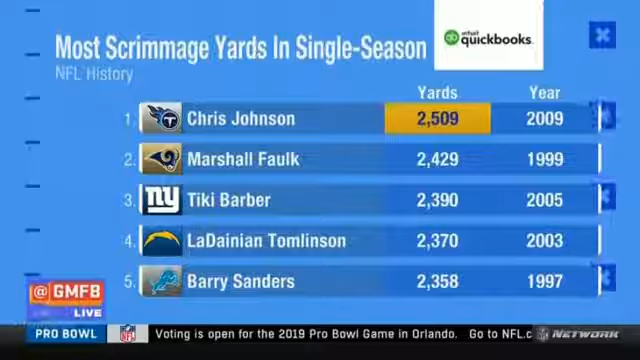 Most Scrimmage Yards In Single-Season
NFL History
intuit
quickbooks.
Yards Year
1. Chris Johnson 2,509 2009
2. Marshall Faulk 2,429 1999
3. ny Tiki Barber 2,390 2005
4. LaDainian Tomlinson 2,370 2003
5. Barry Sanders 2,358 1997
@GMFB
LIVE
PRO BOWL NFL Voting is open for the 2019 Pro Bowl Game in Orlando. Go to NFL.c NFL NETWORK